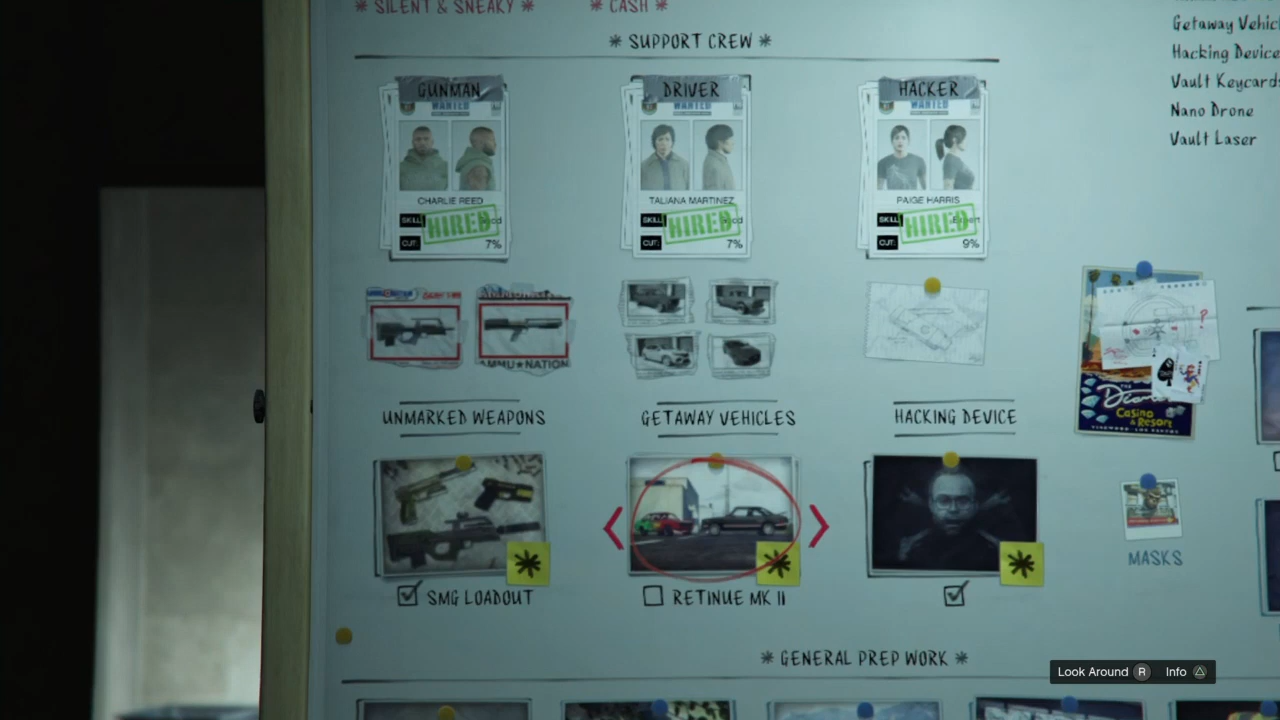 * SILENT & SNEAKY *
* CASH *
Getaway Vehic
* SUPPORT CREW *
Hacking Device
Vault Keycards
Nano Drone
Vault Laser
GUNMAN
DRIVER
HACKER
WANTED
WANTED
WANTED
CHARLIE REED
TALIANA MARTINEZ
PAIGE HARRIS
SKILL
HIRED
SKILL
HIRED
SKILL
HIRED
CUT:
7%
CUT:
7%
CUT:
9%
AMMU★NATION
?
The
Casino
& Resort
UNMARKED WEAPONS
GETAWAY VEHICLES
HACKING DEVICE
MASKS
SMG LOADOUT
RETINUE MK II
* GENERAL PREP WORK *
Look Around R Info